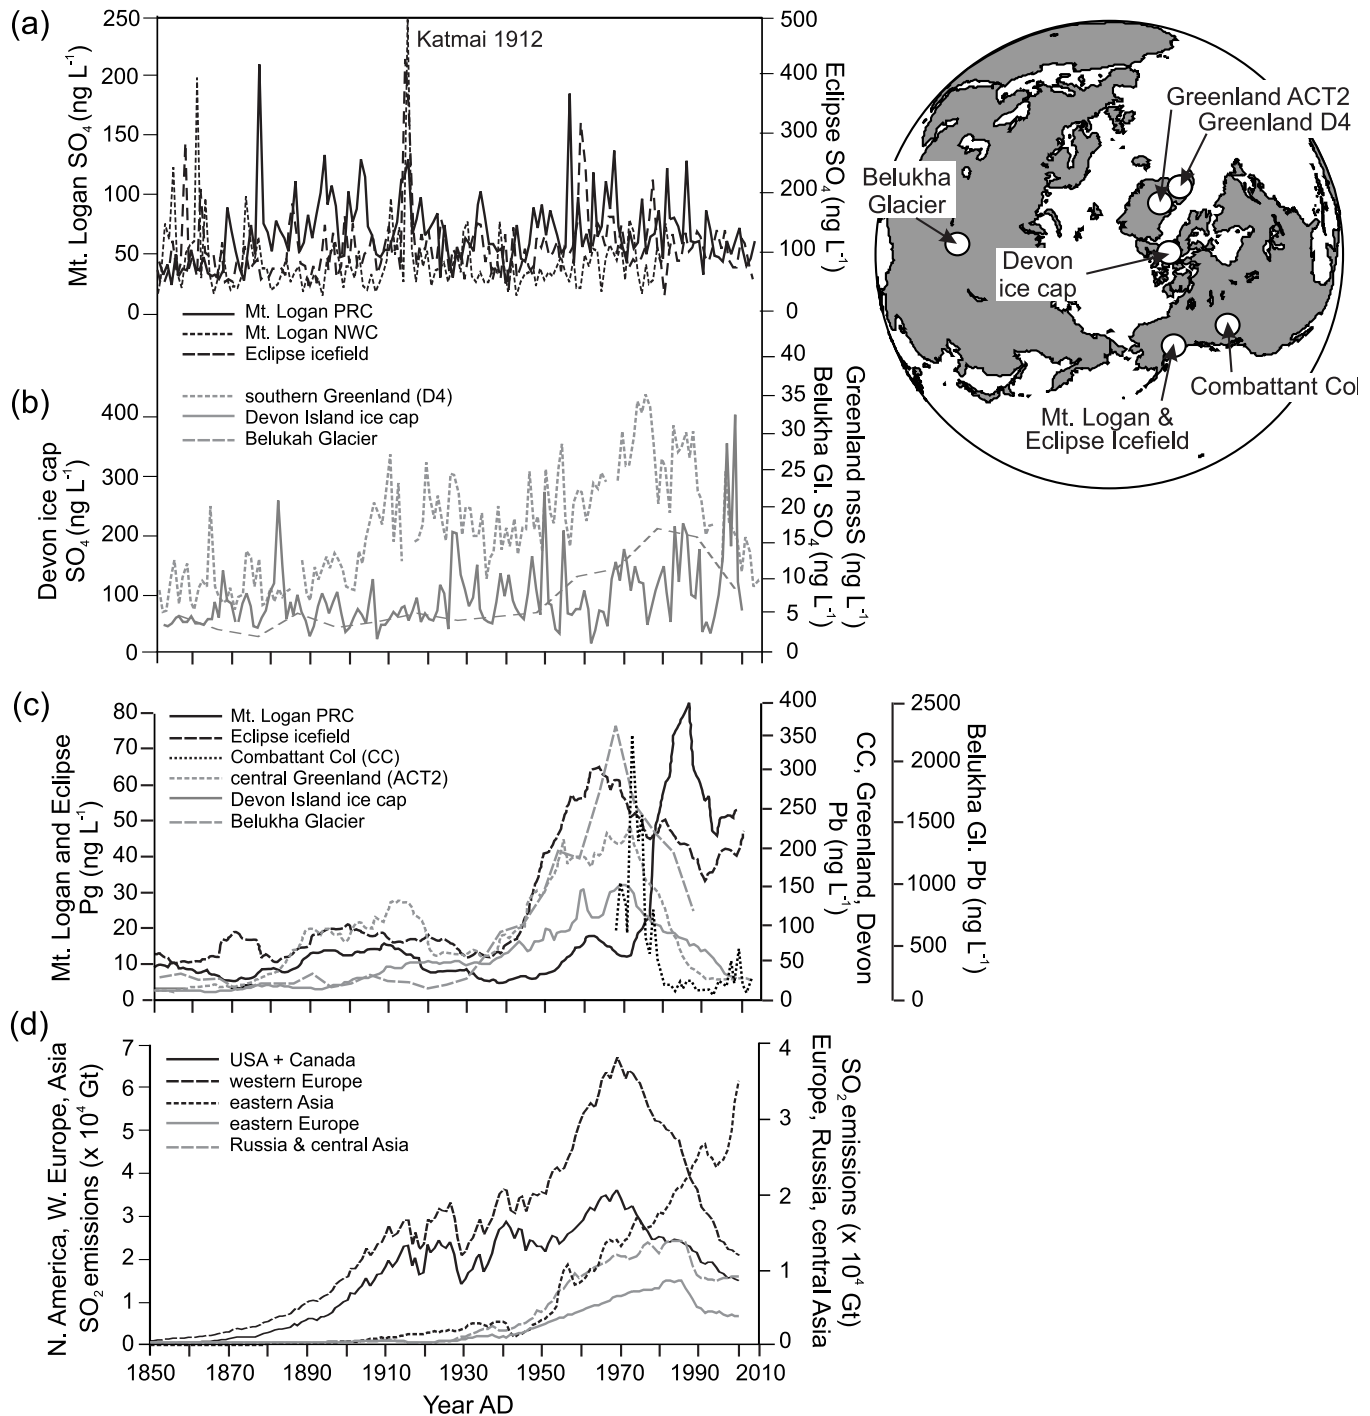 (a)
250
200
150
100
50
0
Mt. Logan SO4 (ng L-1)
Katmai 1912
500
400
300
200
100
0
Eclipse SO4 (ng L-1)
Mt. Logan PRC
Mt. Logan NWC
Eclipse icefield
Greenland ACT2
Greenland D4
Belukha
Glacier
Devon
ice cap
Combattant Col
Mt. Logan &
Eclipse Icefield
(b)
400
300
200
100
0
Devon ice cap
SO4 (ng L-1)
southern Greenland (D4)
Devon Island ice cap
Belukah Glacier
40
35
30
25
20
15
10
5
0
Belukha Gl. SO4 (ng L-1)
Greenland nssS (ng L-1)
(c)
80
70
60
50
40
30
20
10
0
Mt. Logan and Eclipse
Pg (ng L-1)
Mt. Logan PRC
Eclipse icefield
Combattant Col (CC)
central Greenland (ACT2)
Devon Island ice cap
Belukha Glacier
400
350
300
250
200
150
100
50
0
CC, Greenland, Devon
Pb (ng L-1)
2500
2000
1500
1000
500
0
Belukha Gl. Pb (ng L-1)
(d)
7
6
5
4
3
2
1
0
N. America, W. Europe, Asia
SO2 emissions (x 104 Gt)
USA + Canada
western Europe
eastern Asia
eastern Europe
Russia & central Asia
4
3
2
1
0
SO2 emissions (x 104 Gt)
Europe, Russia, central Asia
1850 1870 1890 1910 1930 1950 1970 1990 2010
Year AD